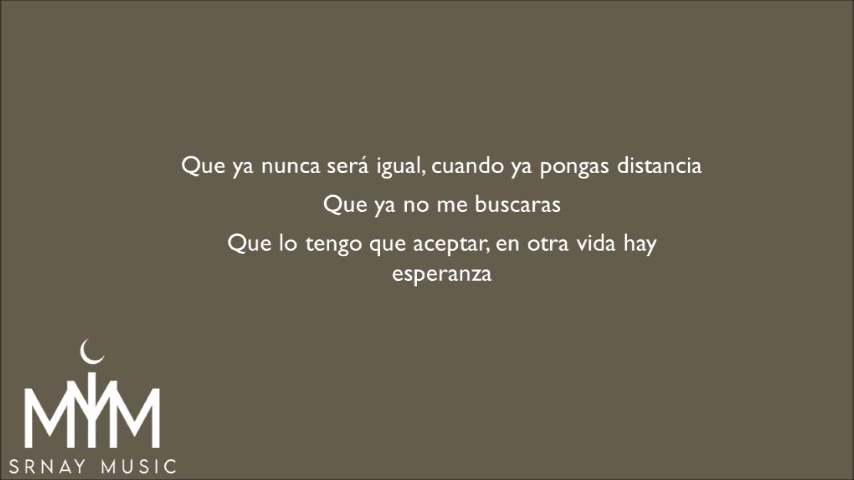 Que ya nunca será igual, cuando ya pongas distancia
Que ya no me buscaras
Que lo tengo que aceptar, en otra vida hay
esperanza
MYM
SRNAY MUSIC